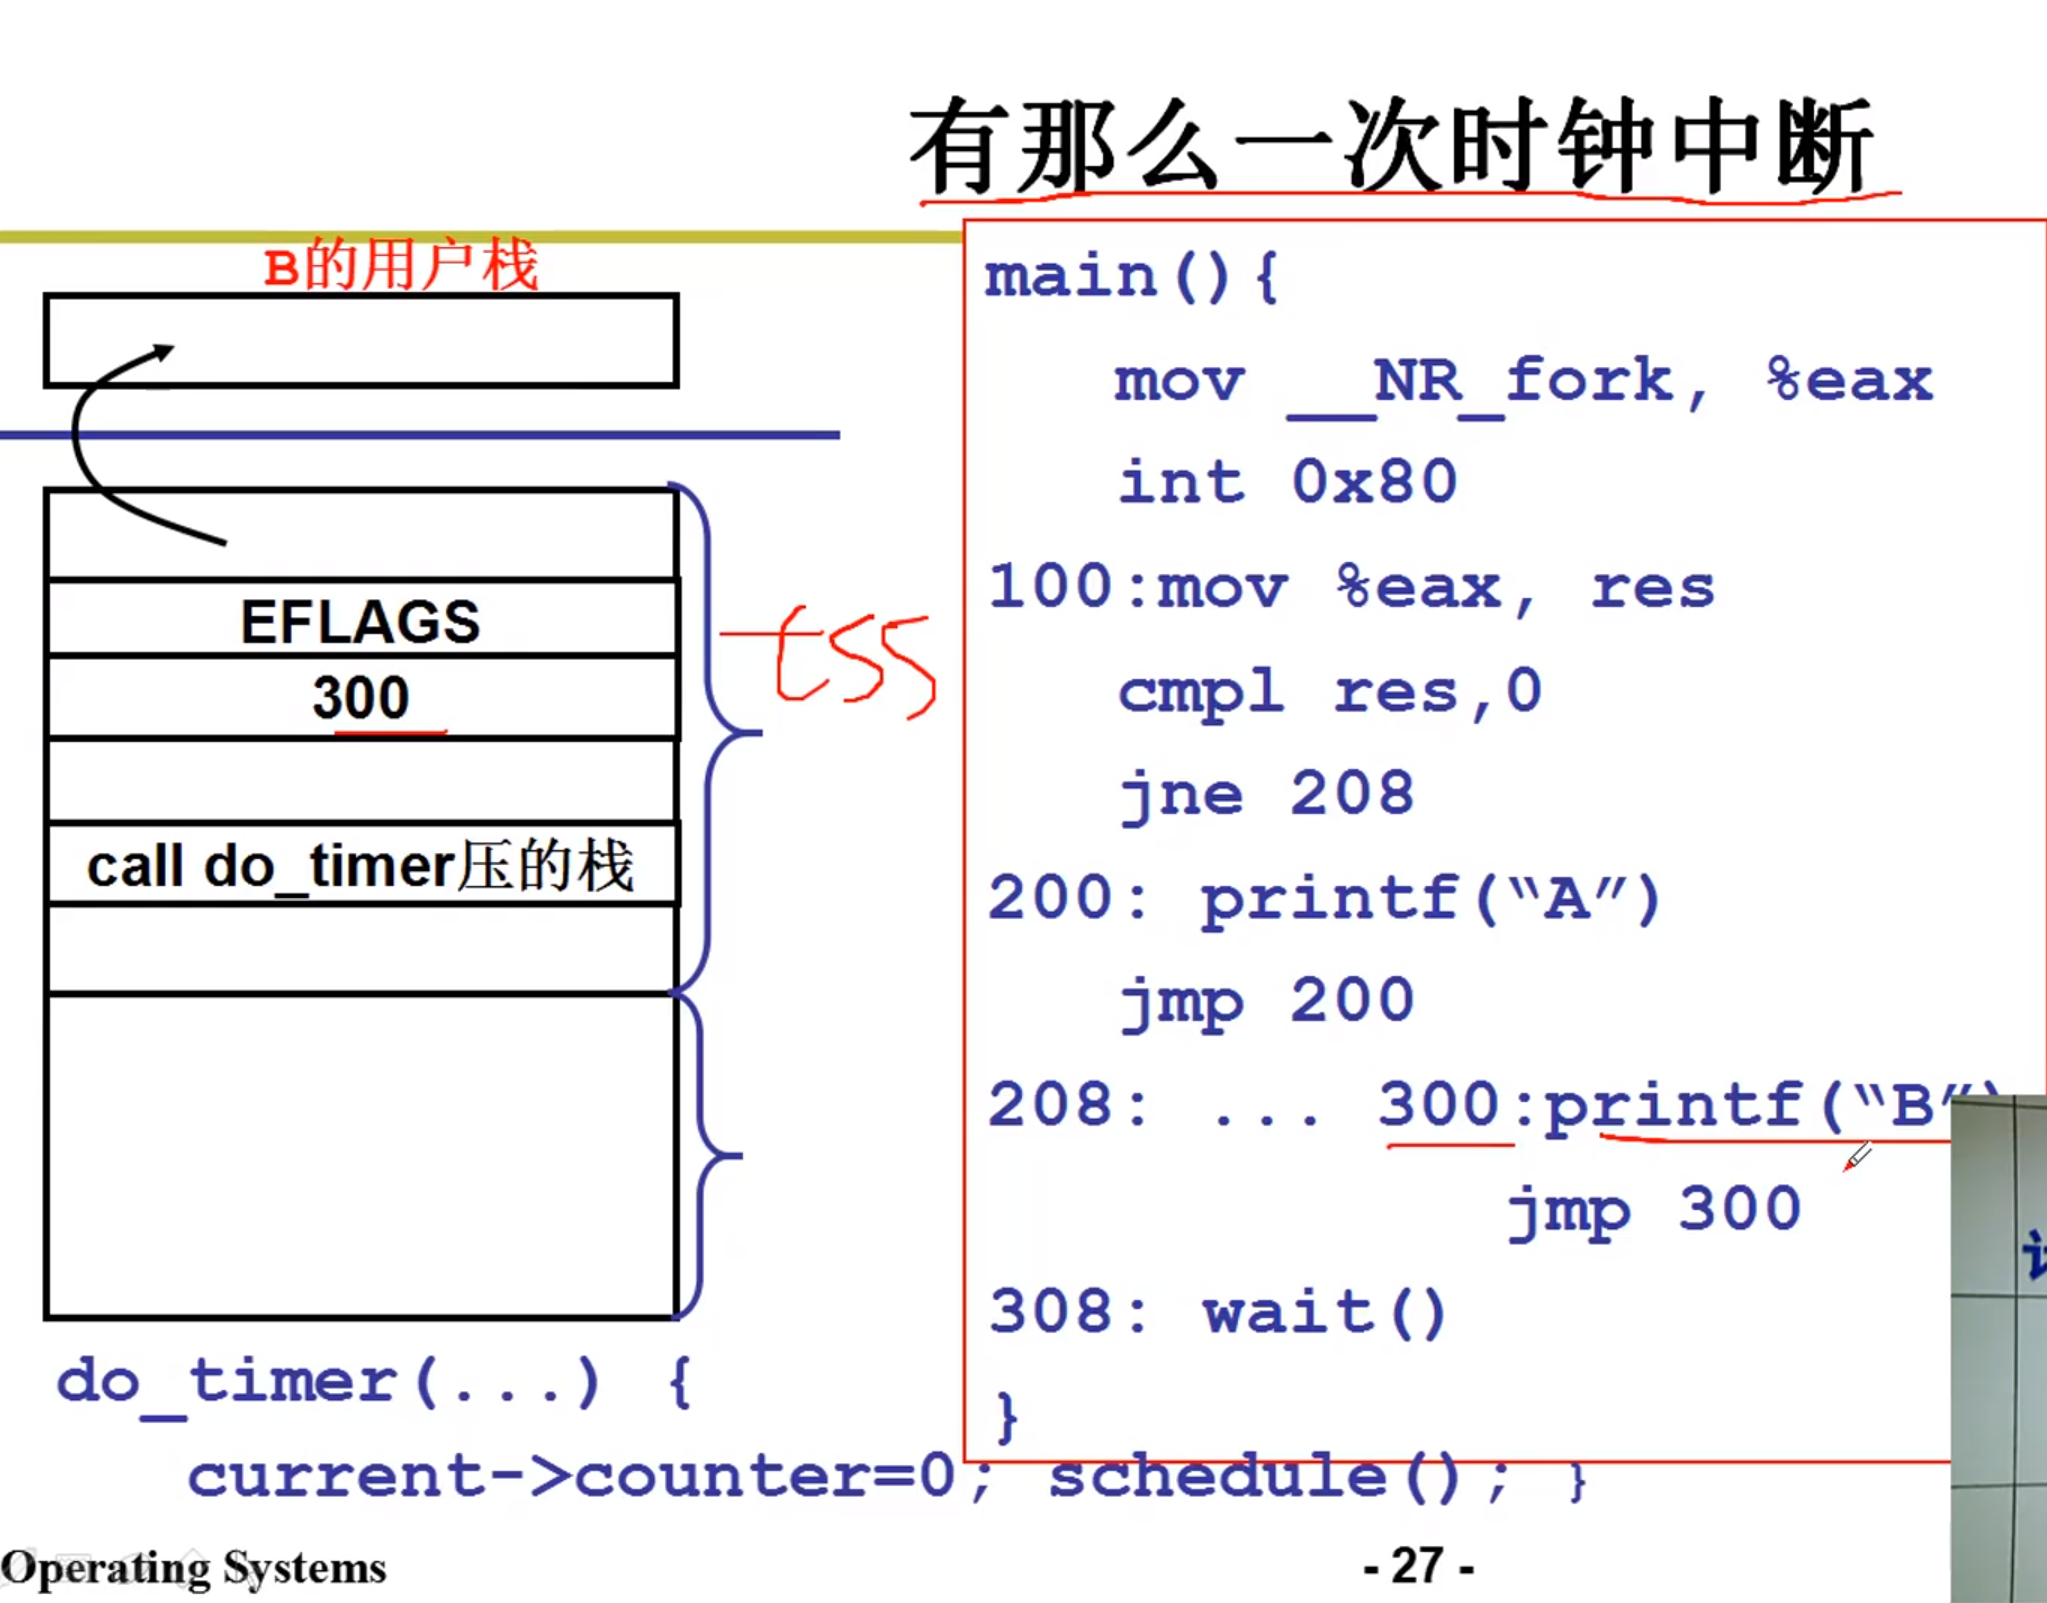 有那么一次时钟中断
B的用户栈
EFLAGS
300
call do_timer压的栈
tss
main(){
mov __NR_fork, %eax
int 0x80
100:mov %eax, res
cmpl res,0
jne 208
200: printf(“A”)
jmp 200
208: ... 300:printf(“B”)
jmp 300
308: wait()
}
do_timer(...) {
current->counter=0; schedule(); }
Operating Systems
- 27 -